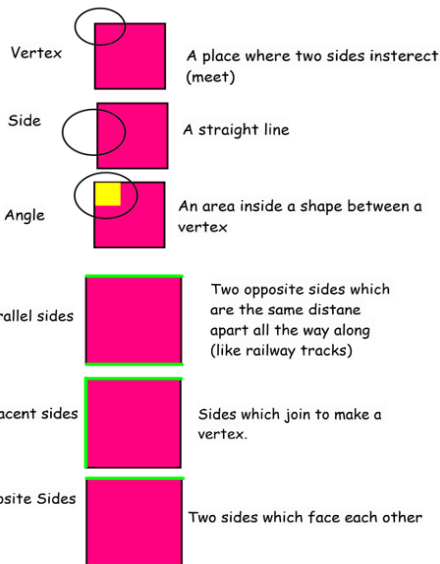 Vertex
A place where two sides insterect
(meet)
Side
A straight line
Angle
An area inside a shape between a
vertex
rallel sides
Two opposite sides which
are the same distane
apart all the way along
(like railway tracks)
acent sides
Sides which join to make a
vertex.
osite Sides
Two sides which face each other